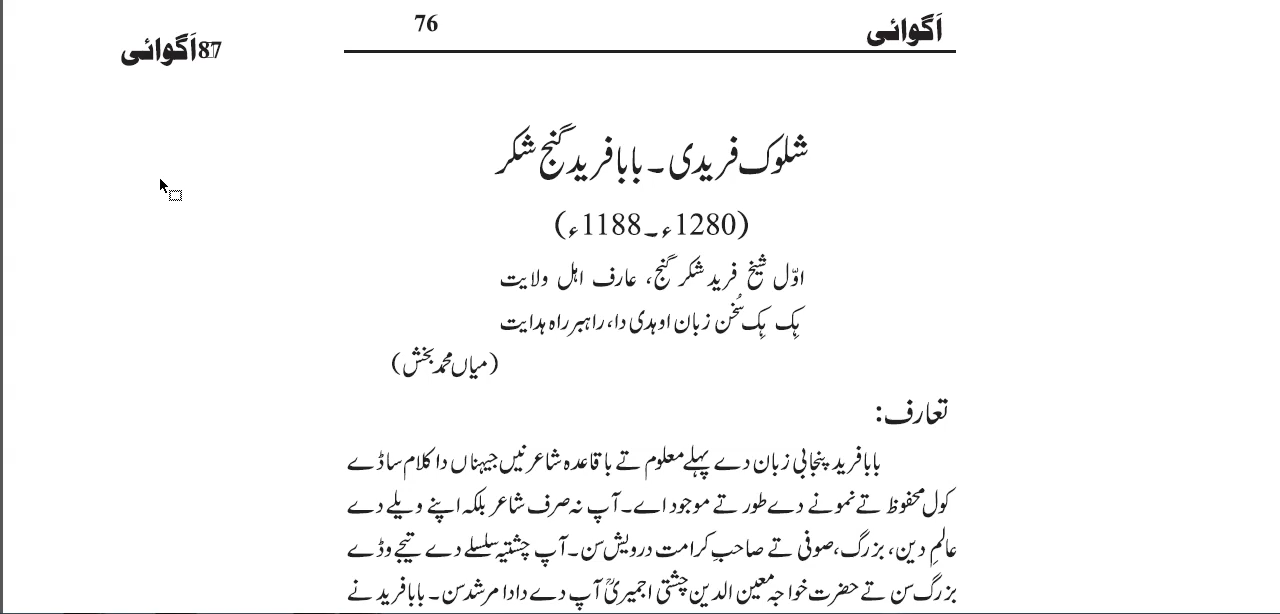 اَگوائی 76
87اَگوائی
شلوک فریدی ۔ بابا فرید گنج شکر
(1188ء ۔ 1280ء)
اوّل شیخ فرید شکر گنج، عارف اہل ولایت
ہِک ہِک سُخن زبان اوہدی دا، راہبر راہ ہدایت
(میاں محمد بخش)
تعارف:
بابا فرید پنجابی زبان دے پہلے معلوم تے باقاعدہ شاعر نیں جیہناں دا کلام ساڈے
کول محفوظ تے نمونے دے طور تے موجود اے۔ آپ نہ صرف شاعر بلکہ اپنے ویلے دے
عالمِ دین، بزرگ، صوفی تے صاحبِ کرامت درویش سن۔ آپ چشتیہ سلسلے دے تیجے وڈے
بزرگ سن تے حضرت خواجہ معین الدین چشتی اجمیریؒ آپ دے دادا مرشد سن۔ بابا فرید نے